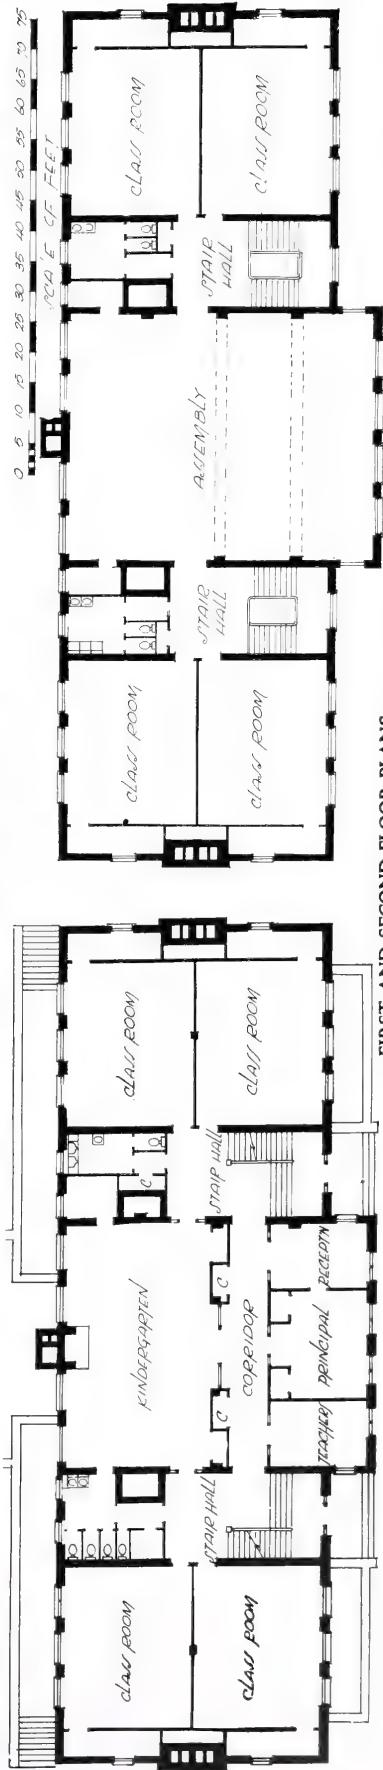 0 5 10 15 20 25 30 35 40 45 50 55 60 65 70 75
SCALE OF FEET
CLASS ROOM
CLASS ROOM
STAIR
HALL
ASSEMBLY
STAIR
HALL
CLASS ROOM
CLASS ROOM
FIRST AND SECOND FLOOR PLANS
CLASS ROOM
CLASS ROOM
STAIR HALL
C
KINDERGARTEN
C
C
CORRIDOR
TEACHERS
PRINCIPAL
RECEPT'N
STAIR HALL
CLASS ROOM
CLASS ROOM